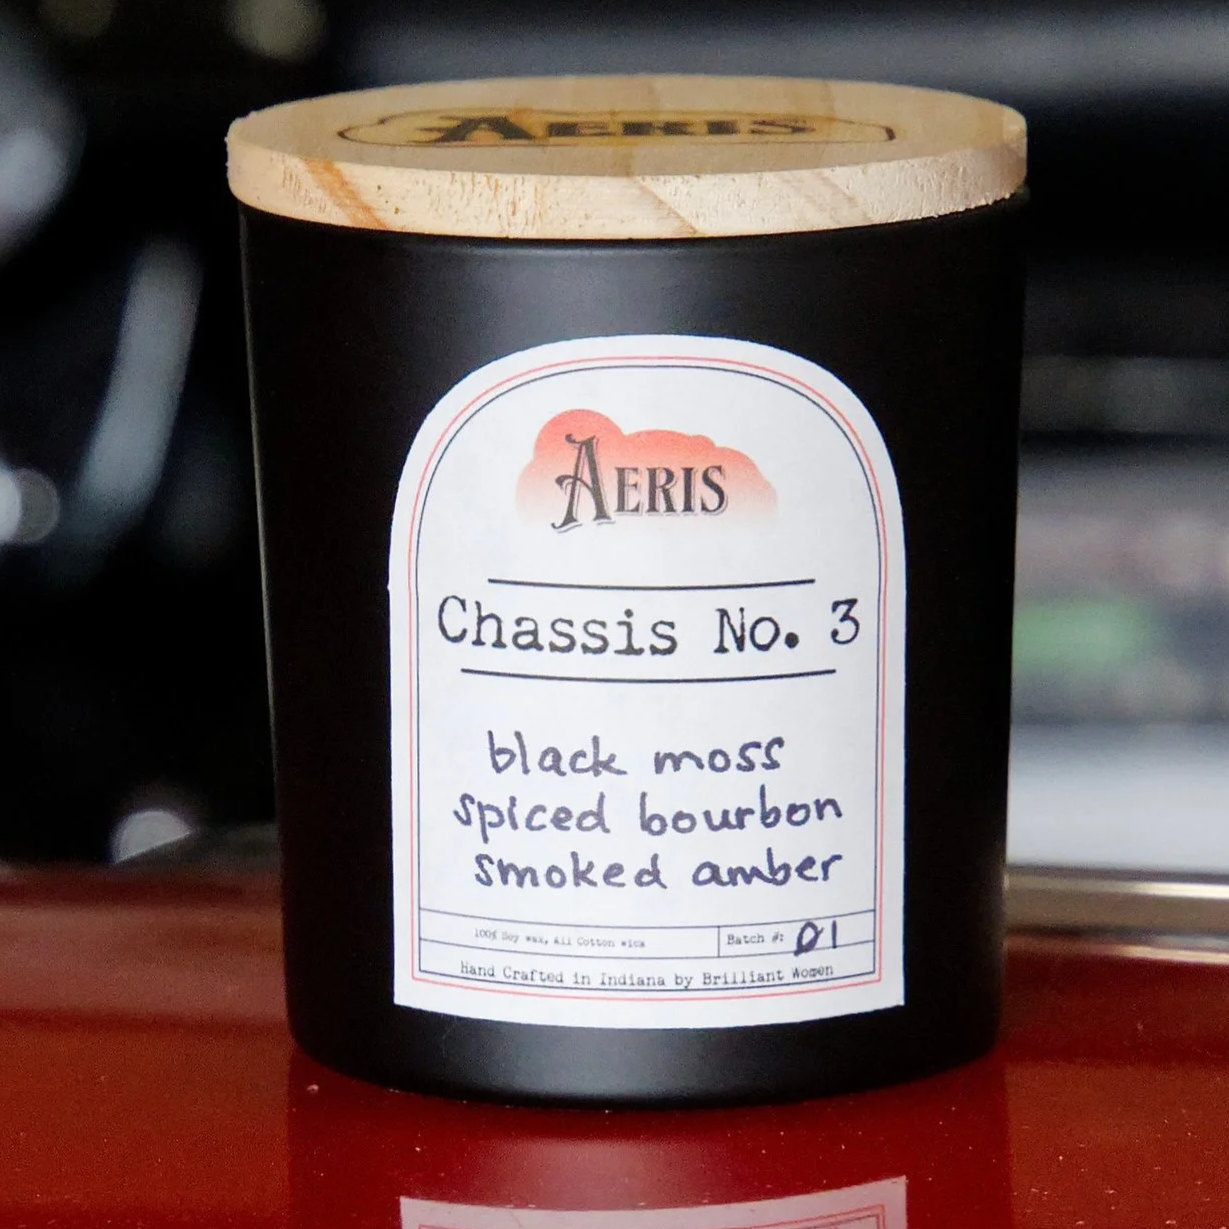 AERIS
AERIS
Chassis No. 3
black moss
spiced bourbon
smoked amber
100% Soy wax, All Cotton wick
Batch #: 01
Hand Crafted in Indiana by Brilliant Women